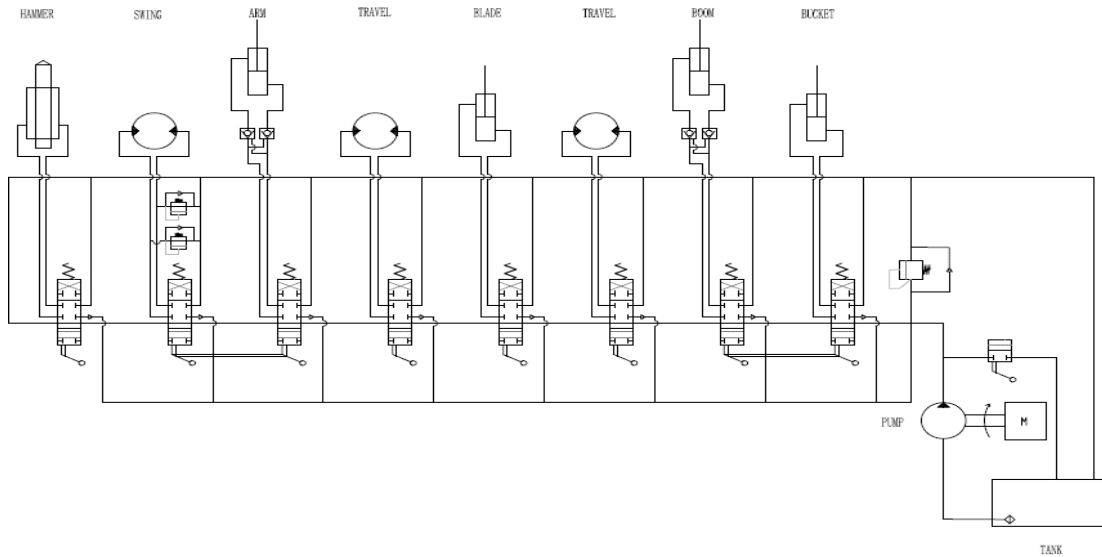 HAMMER SWING ARM TRAVEL BLADE TRAVEL BOOM BUCKET
PUMP
M
TANK